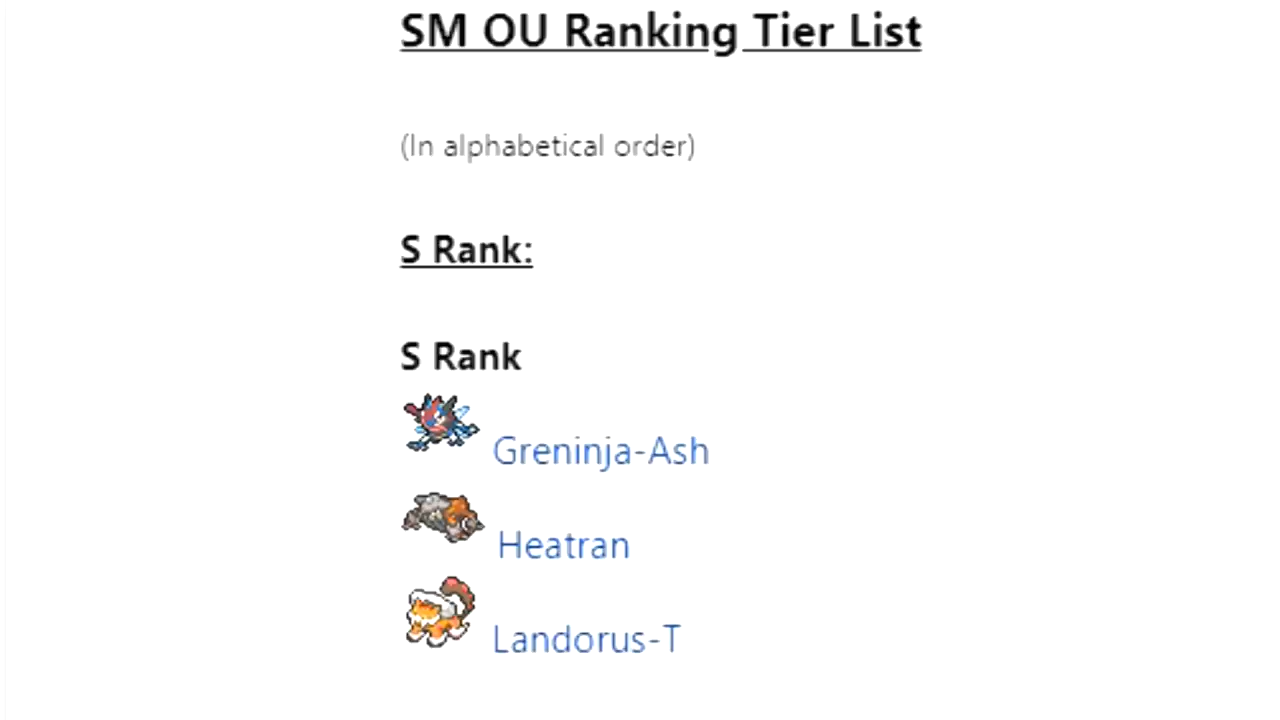 SM OU Ranking Tier List
(In alphabetical order)
S Rank:
S Rank
Greninja-Ash
Heatran
Landorus-T